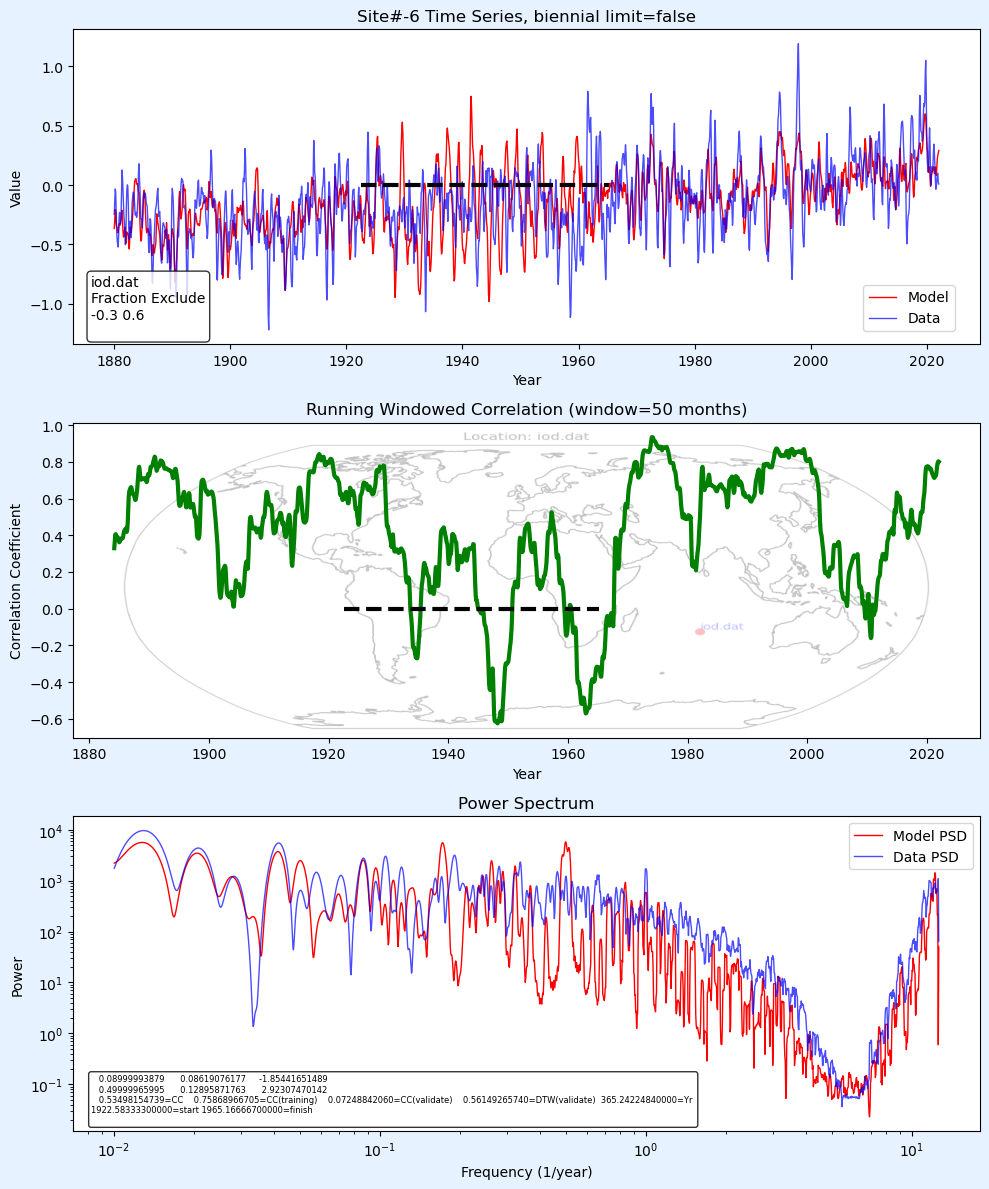 Site#-6 Time Series, biennial limit=false
1.0
0.5
0.0
−0.5
−1.0
Value
iod.dat
Fraction Exclude
-0.3 0.6
Model
Data
1880 1900 1920 1940 1960 1980 2000 2020
Year
Running Windowed Correlation (window=50 months)
Location: iod.dat
1.0
0.8
0.6
0.4
0.2
0.0
−0.2
−0.4
−0.6
Correlation Coefficient
iod.dat
1880 1900 1920 1940 1960 1980 2000 2020
Year
Power Spectrum
10^4
10^3
10^2
10^1
10^0
10^−1
Power
Model PSD
Data PSD
0.08999993879 0.08619076177 -1.85441651489
0.49999965995 0.12895871763 2.92307470142
0.53498154739=CC 0.75868966705=CC(training) 0.07248842060=CC(validate) 0.56149265740=DTW(validate) 365.24224840000=Yr
1922.58333300000=start 1965.16666700000=finish
10^−2 10^−1 10^0 10^1
Frequency (1/year)